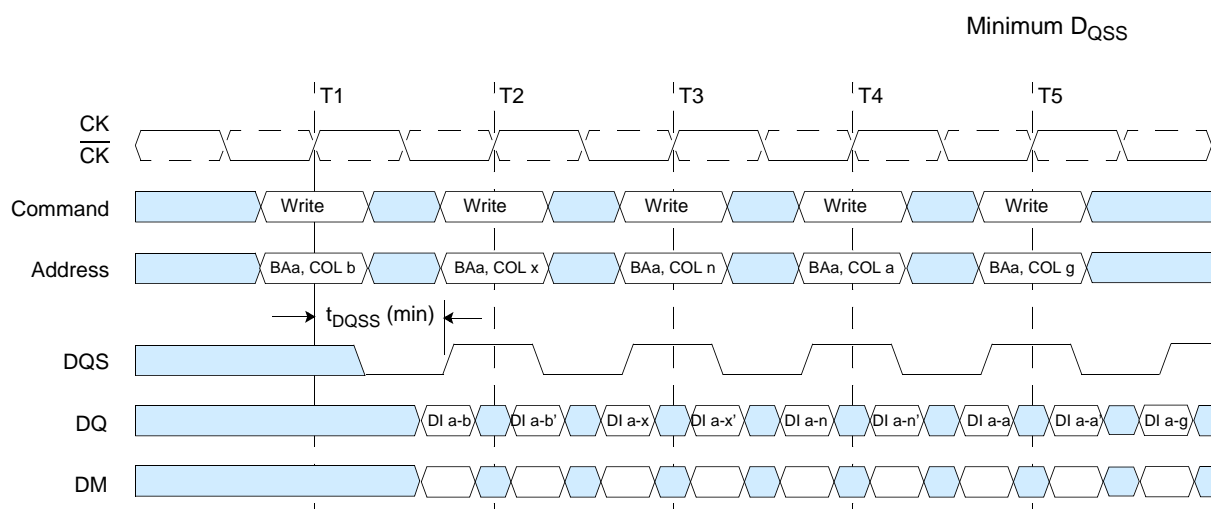 Minimum DQSS
T1 T2 T3 T4 T5
CK
CK
Command Write Write Write Write Write
Address BAa, COL b BAa, COL x BAa, COL n BAa, COL a BAa, COL g
tDQSS (min)
DQS
DQ DI a-b DI a-b’ DI a-x DI a-x’ DI a-n DI a-n’ DI a-a DI a-a’ DI a-g
DM